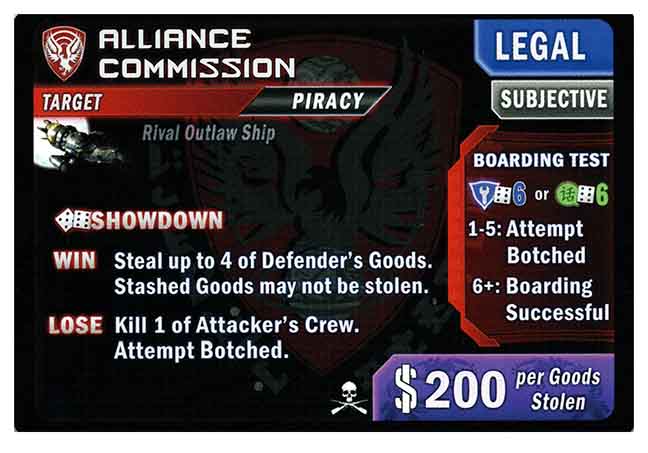 ALLIANCE
COMMISSION
LEGAL
TARGET
PIRACY
SUBJECTIVE
Rival Outlaw Ship
BOARDING TEST
6 or 话 6
1-5: Attempt
Botched
6+: Boarding
Successful
SHOWDOWN
WIN Steal up to 4 of Defender's Goods.
Stashed Goods may not be stolen.
LOSE Kill 1 of Attacker's Crew.
Attempt Botched.
$200 per Goods
Stolen